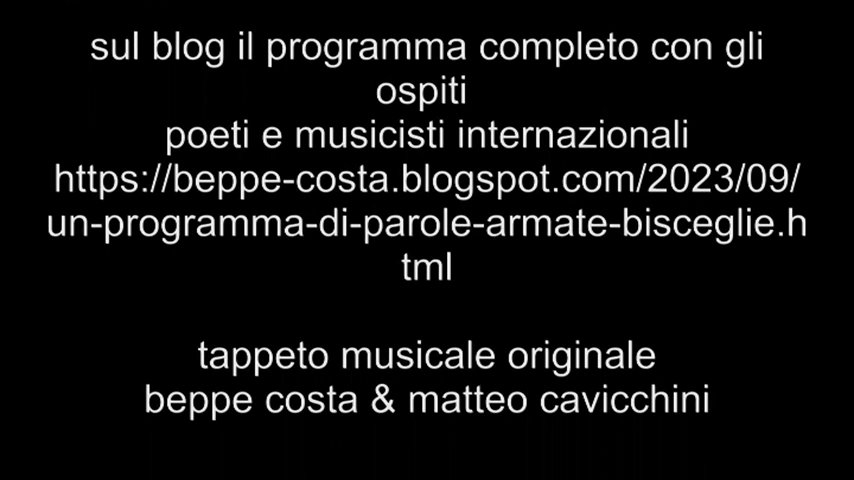 sul blog il programma completo con gli
ospiti
poeti e musicisti internazionali
https://beppe-costa.blogspot.com/2023/09/
un-programma-di-parole-armate-bisceglie.h
tml
tappeto musicale originale
beppe costa & matteo cavicchini